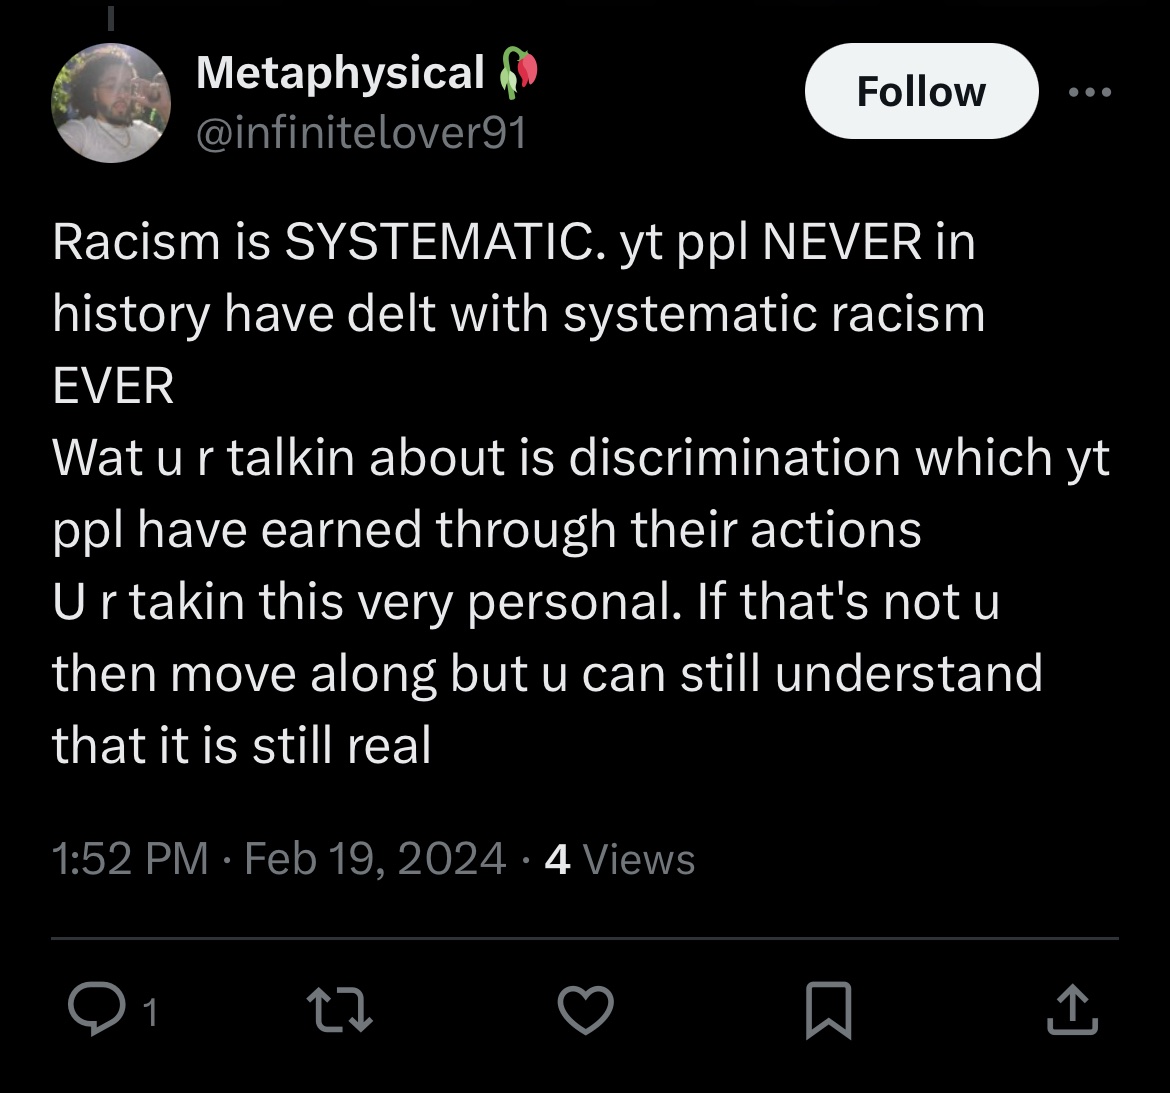 Metaphysical🥀
@infinitelover91
Follow
Racism is SYSTEMATIC. yt ppl NEVER in
history have delt with systematic racism
EVER
Wat u r talkin about is discrimination which yt
ppl have earned through their actions
U r takin this very personal. If that's not u
then move along but u can still understand
that it is still real
1:52 PM · Feb 19, 2024 · 4 Views
1